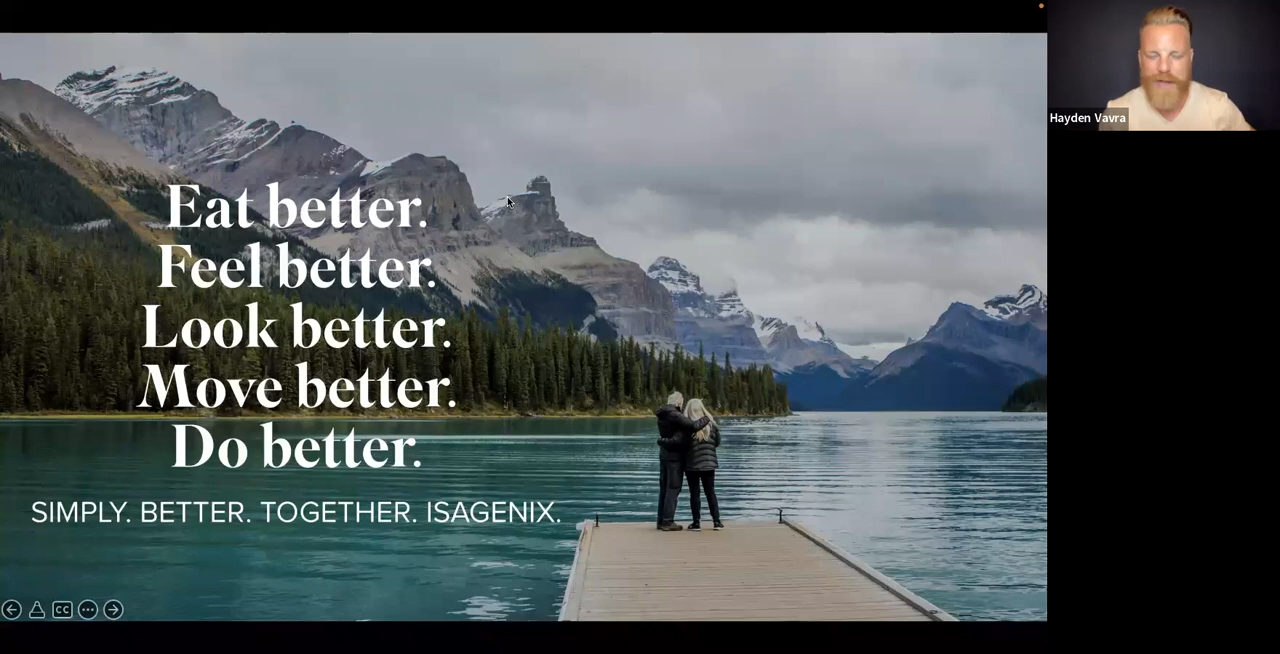 Eat better.
Feel better.
Look better.
Move better.
Do better.
SIMPLY. BETTER. TOGETHER. ISAGENIX.
Hayden Vavra
CC